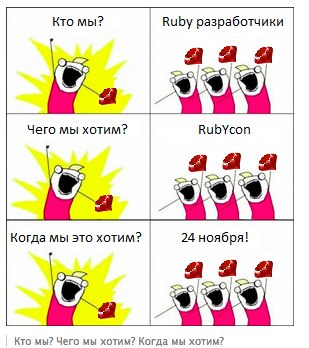 Кто мы?
Ruby разработчики
Чего мы хотим?
RubYcon
Когда мы это хотим?
24 ноября!
Кто мы? Чего мы хотим? Когда мы хотим?